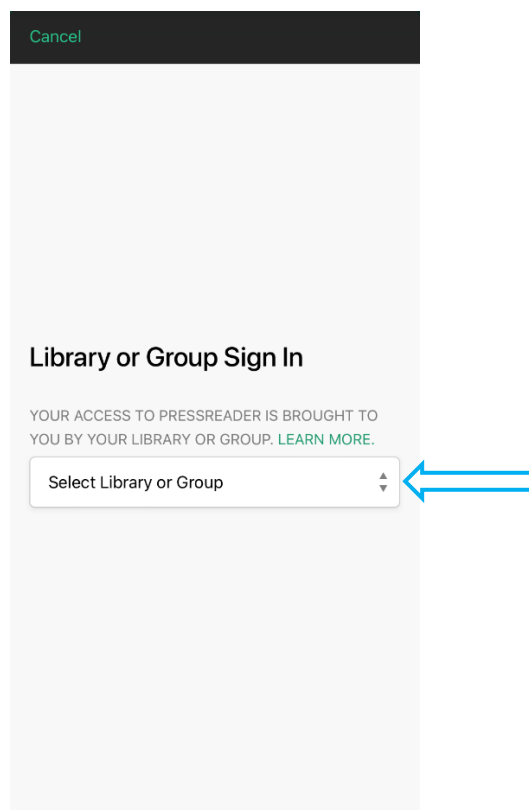 Cancel
Library or Group Sign In
YOUR ACCESS TO PRESSREADER IS BROUGHT TO
YOU BY YOUR LIBRARY OR GROUP. LEARN MORE.
Select Library or Group